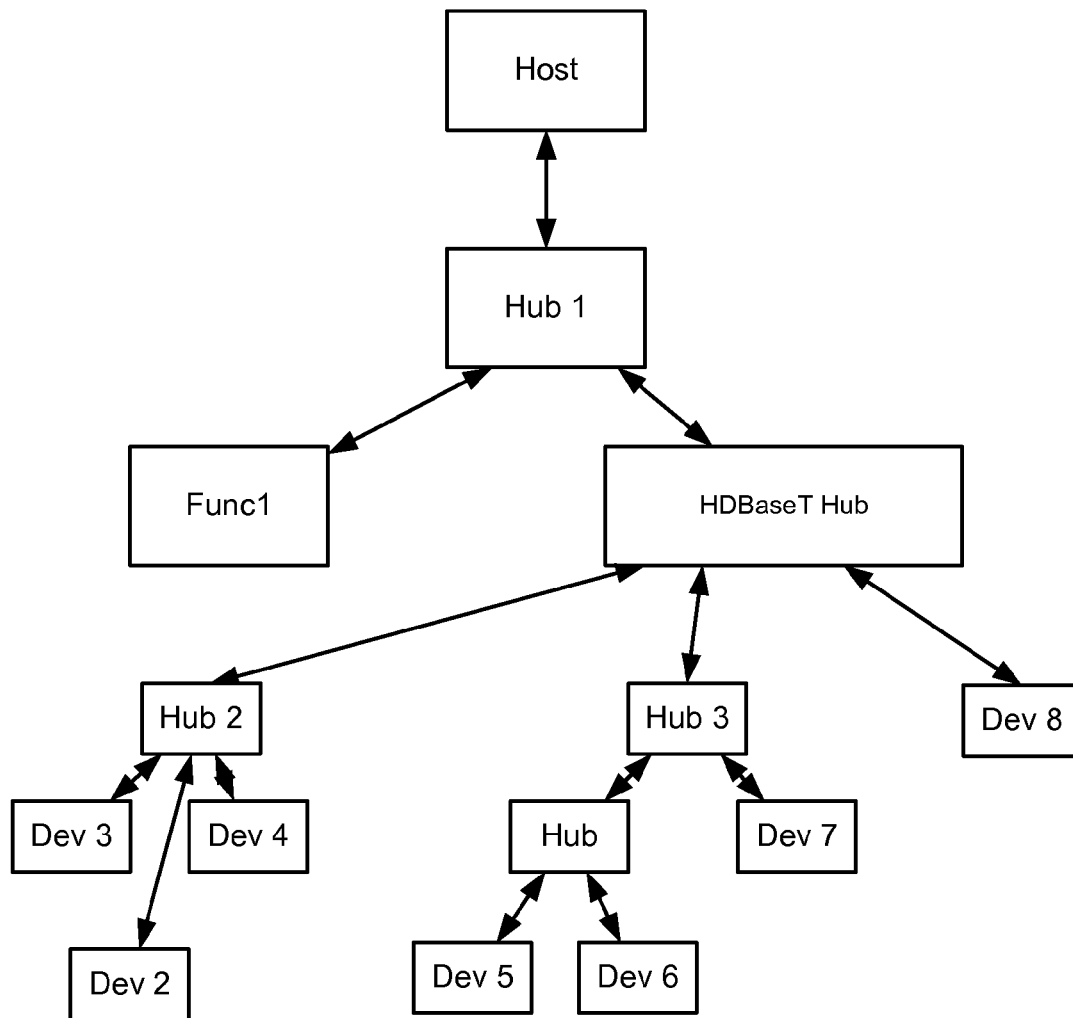 Host
Hub 1
Func1
HDBaseT Hub
Hub 2
Hub 3
Dev 8
Dev 3
Dev 4
Hub
Dev 7
Dev 2
Dev 5
Dev 6